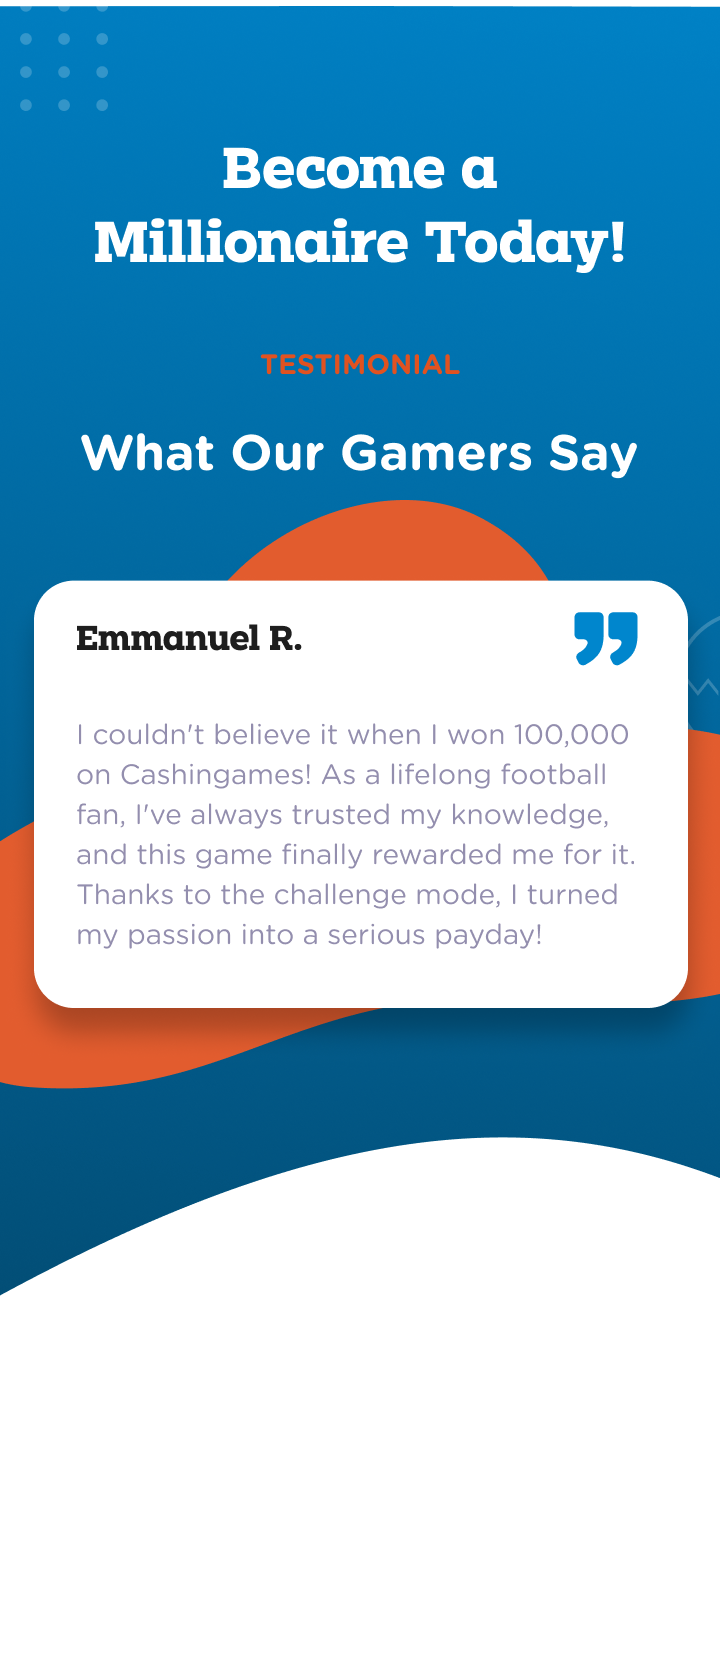 Become a
Millionaire Today!
TESTIMONIAL
What Our Gamers Say
Emmanuel R.
I couldn't believe it when I won 100,000
on Cashingames! As a lifelong football
fan, I've always trusted my knowledge,
and this game finally rewarded me for it.
Thanks to the challenge mode, I turned
my passion into a serious payday!